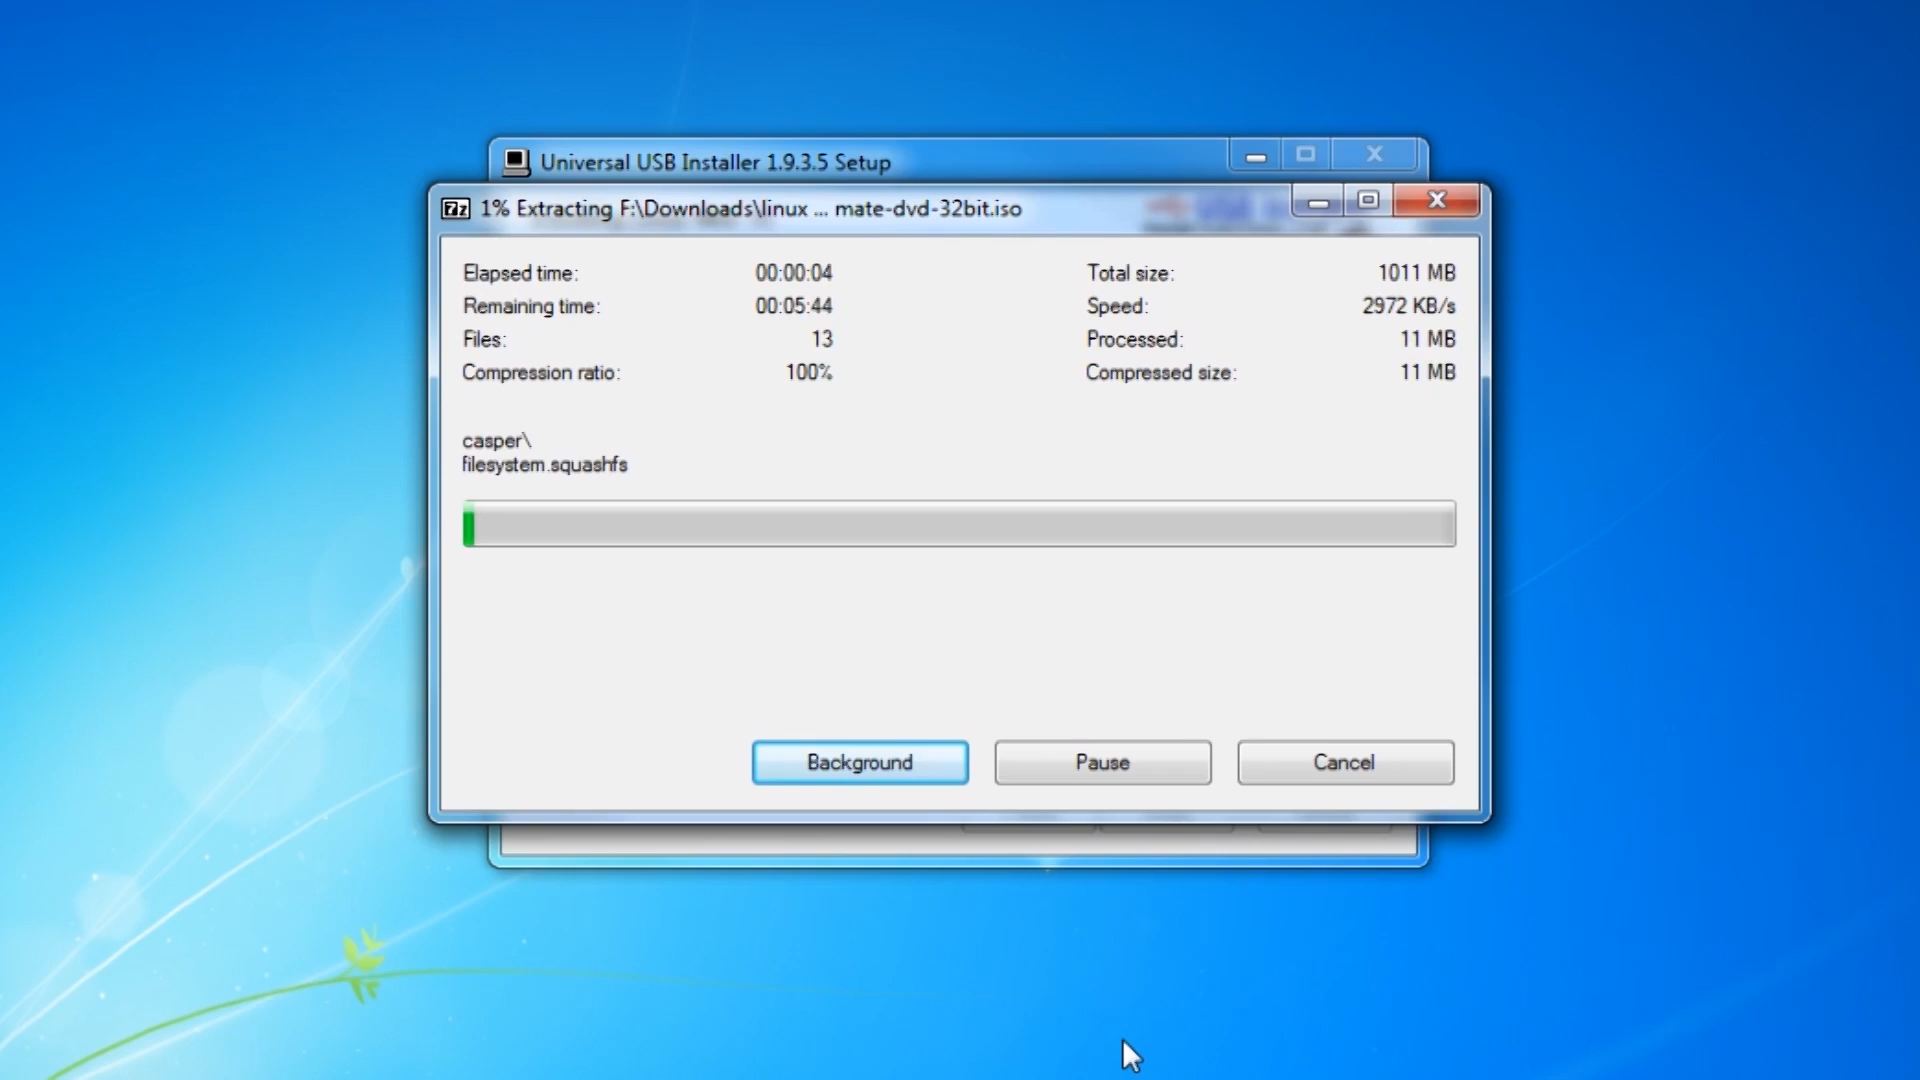 Universal USB Installer 1.9.3.5 Setup
1% Extracting F:\Downloads\linux ... mate-dvd-32bit.iso
Elapsed time: 00:00:04 Total size: 1011 MB
Remaining time: 00:05:44 Speed: 2972 KB/s
Files: 13 Processed: 11 MB
Compression ratio: 100% Compressed size: 11 MB
casper\
filesystem.squashfs
Background Pause Cancel